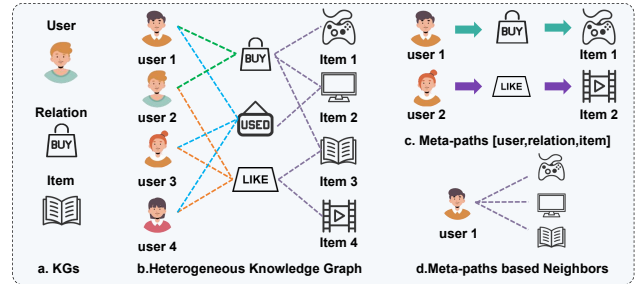 User
Relation
BUY
Item
a. KGs
user 1
user 2
user 3
user 4
BUY
USED
LIKE
Item 1
Item 2
Item 3
Item 4
b.Heterogeneous Knowledge Graph
user 1
BUY
Item 1
user 2
LIKE
Item 2
c. Meta-paths [user,relation,item]
user 1
d.Meta-paths based Neighbors